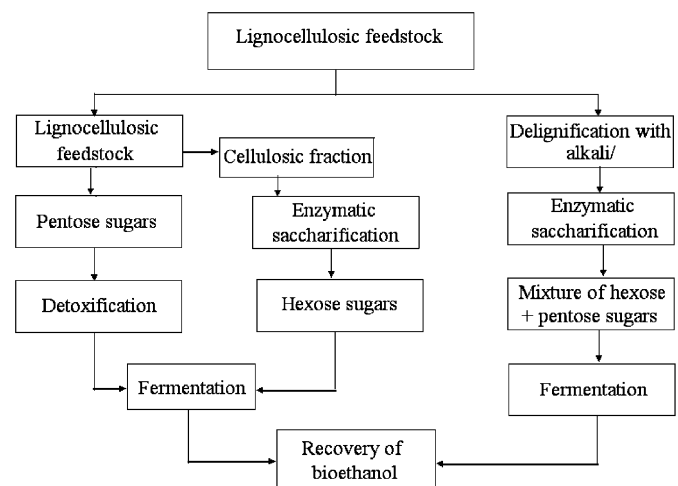 Lignocellulosic feedstock
Lignocellulosic
feedstock
Cellulosic fraction
Delignification with
alkali/
Pentose sugars
Enzymatic
saccharification
Enzymatic
saccharification
Detoxification
Hexose sugars
Mixture of hexose
+ pentose sugars
Fermentation
Fermentation
Recovery of
bioethanol